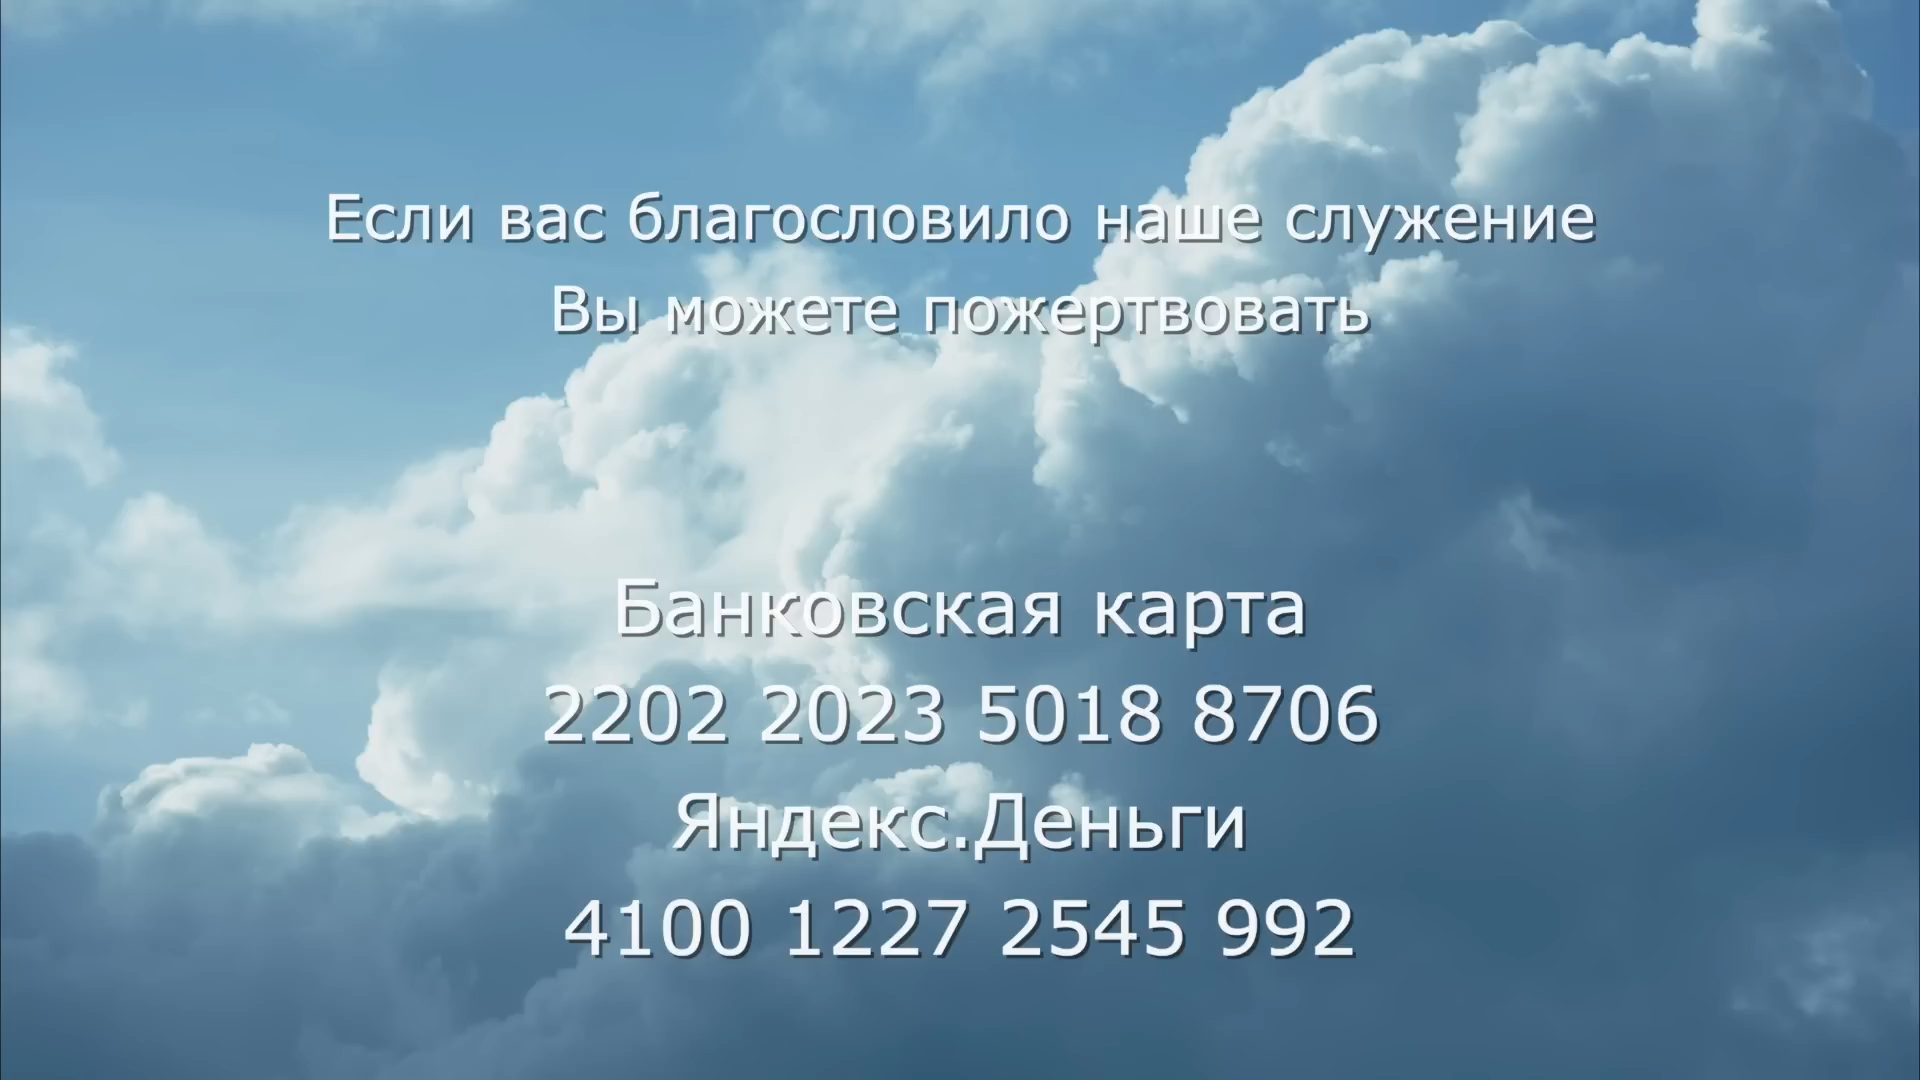 Если вас благословило наше служение
Вы можете пожертвовать
Банковская карта
2202 2023 5018 8706
Яндекс.Деньги
4100 1227 2545 992